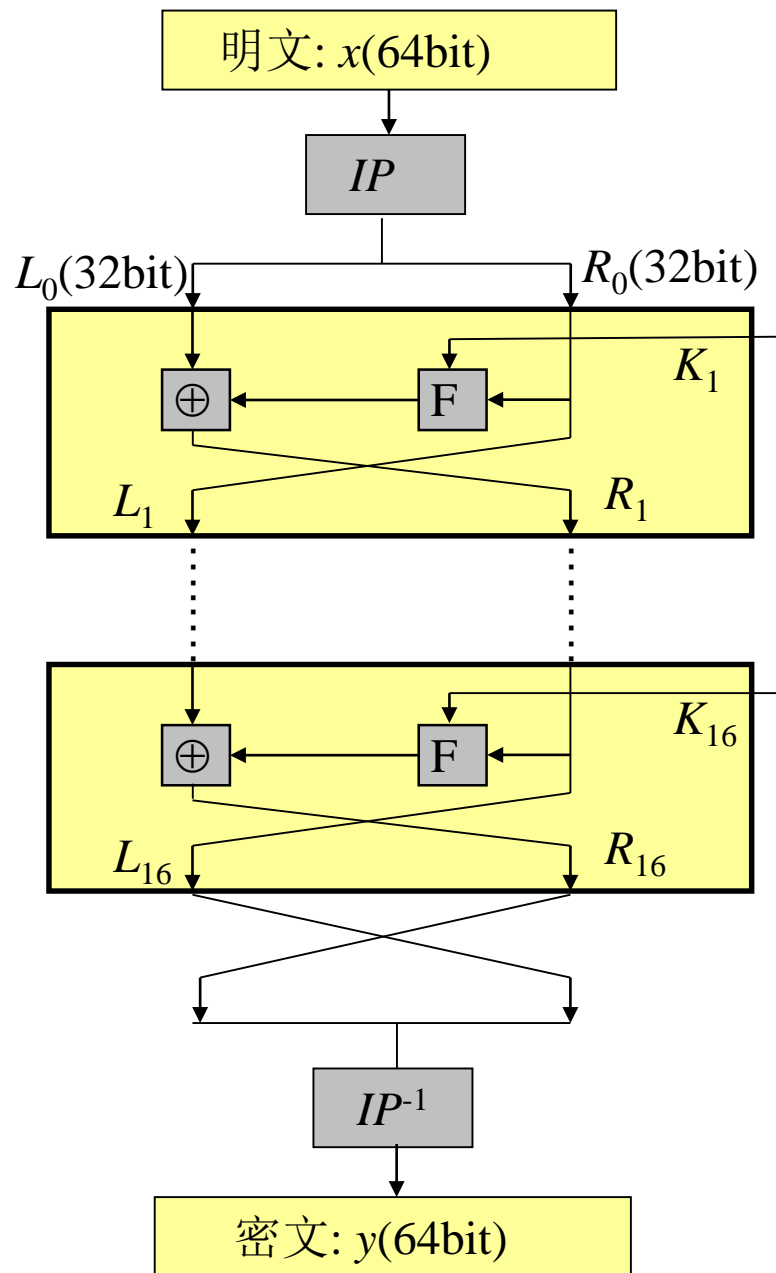 明文: x(64bit)
IP
L₀(32bit)
R₀(32bit)
K₁
⊕
F
L₁
R₁
K₁₆
⊕
F
L₁₆
R₁₆
IP⁻¹
密文: y(64bit)